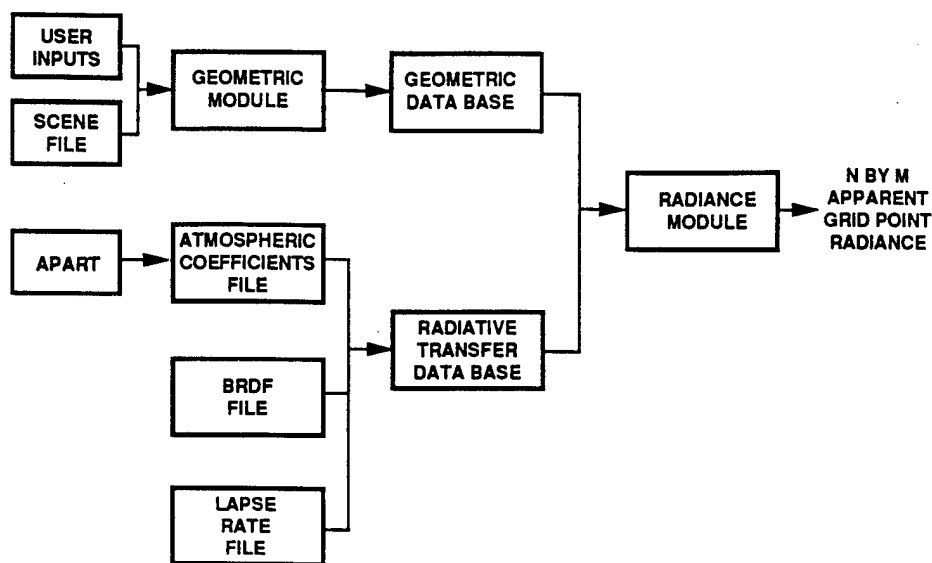 USER
INPUTS
SCENE
FILE
GEOMETRIC
MODULE
GEOMETRIC
DATA BASE
APART
ATMOSPHERIC
COEFFICIENTS
FILE
BRDF
FILE
LAPSE
RATE
FILE
RADIATIVE
TRANSFER
DATA BASE
RADIANCE
MODULE
N BY M
APPARENT
GRID POINT
RADIANCE